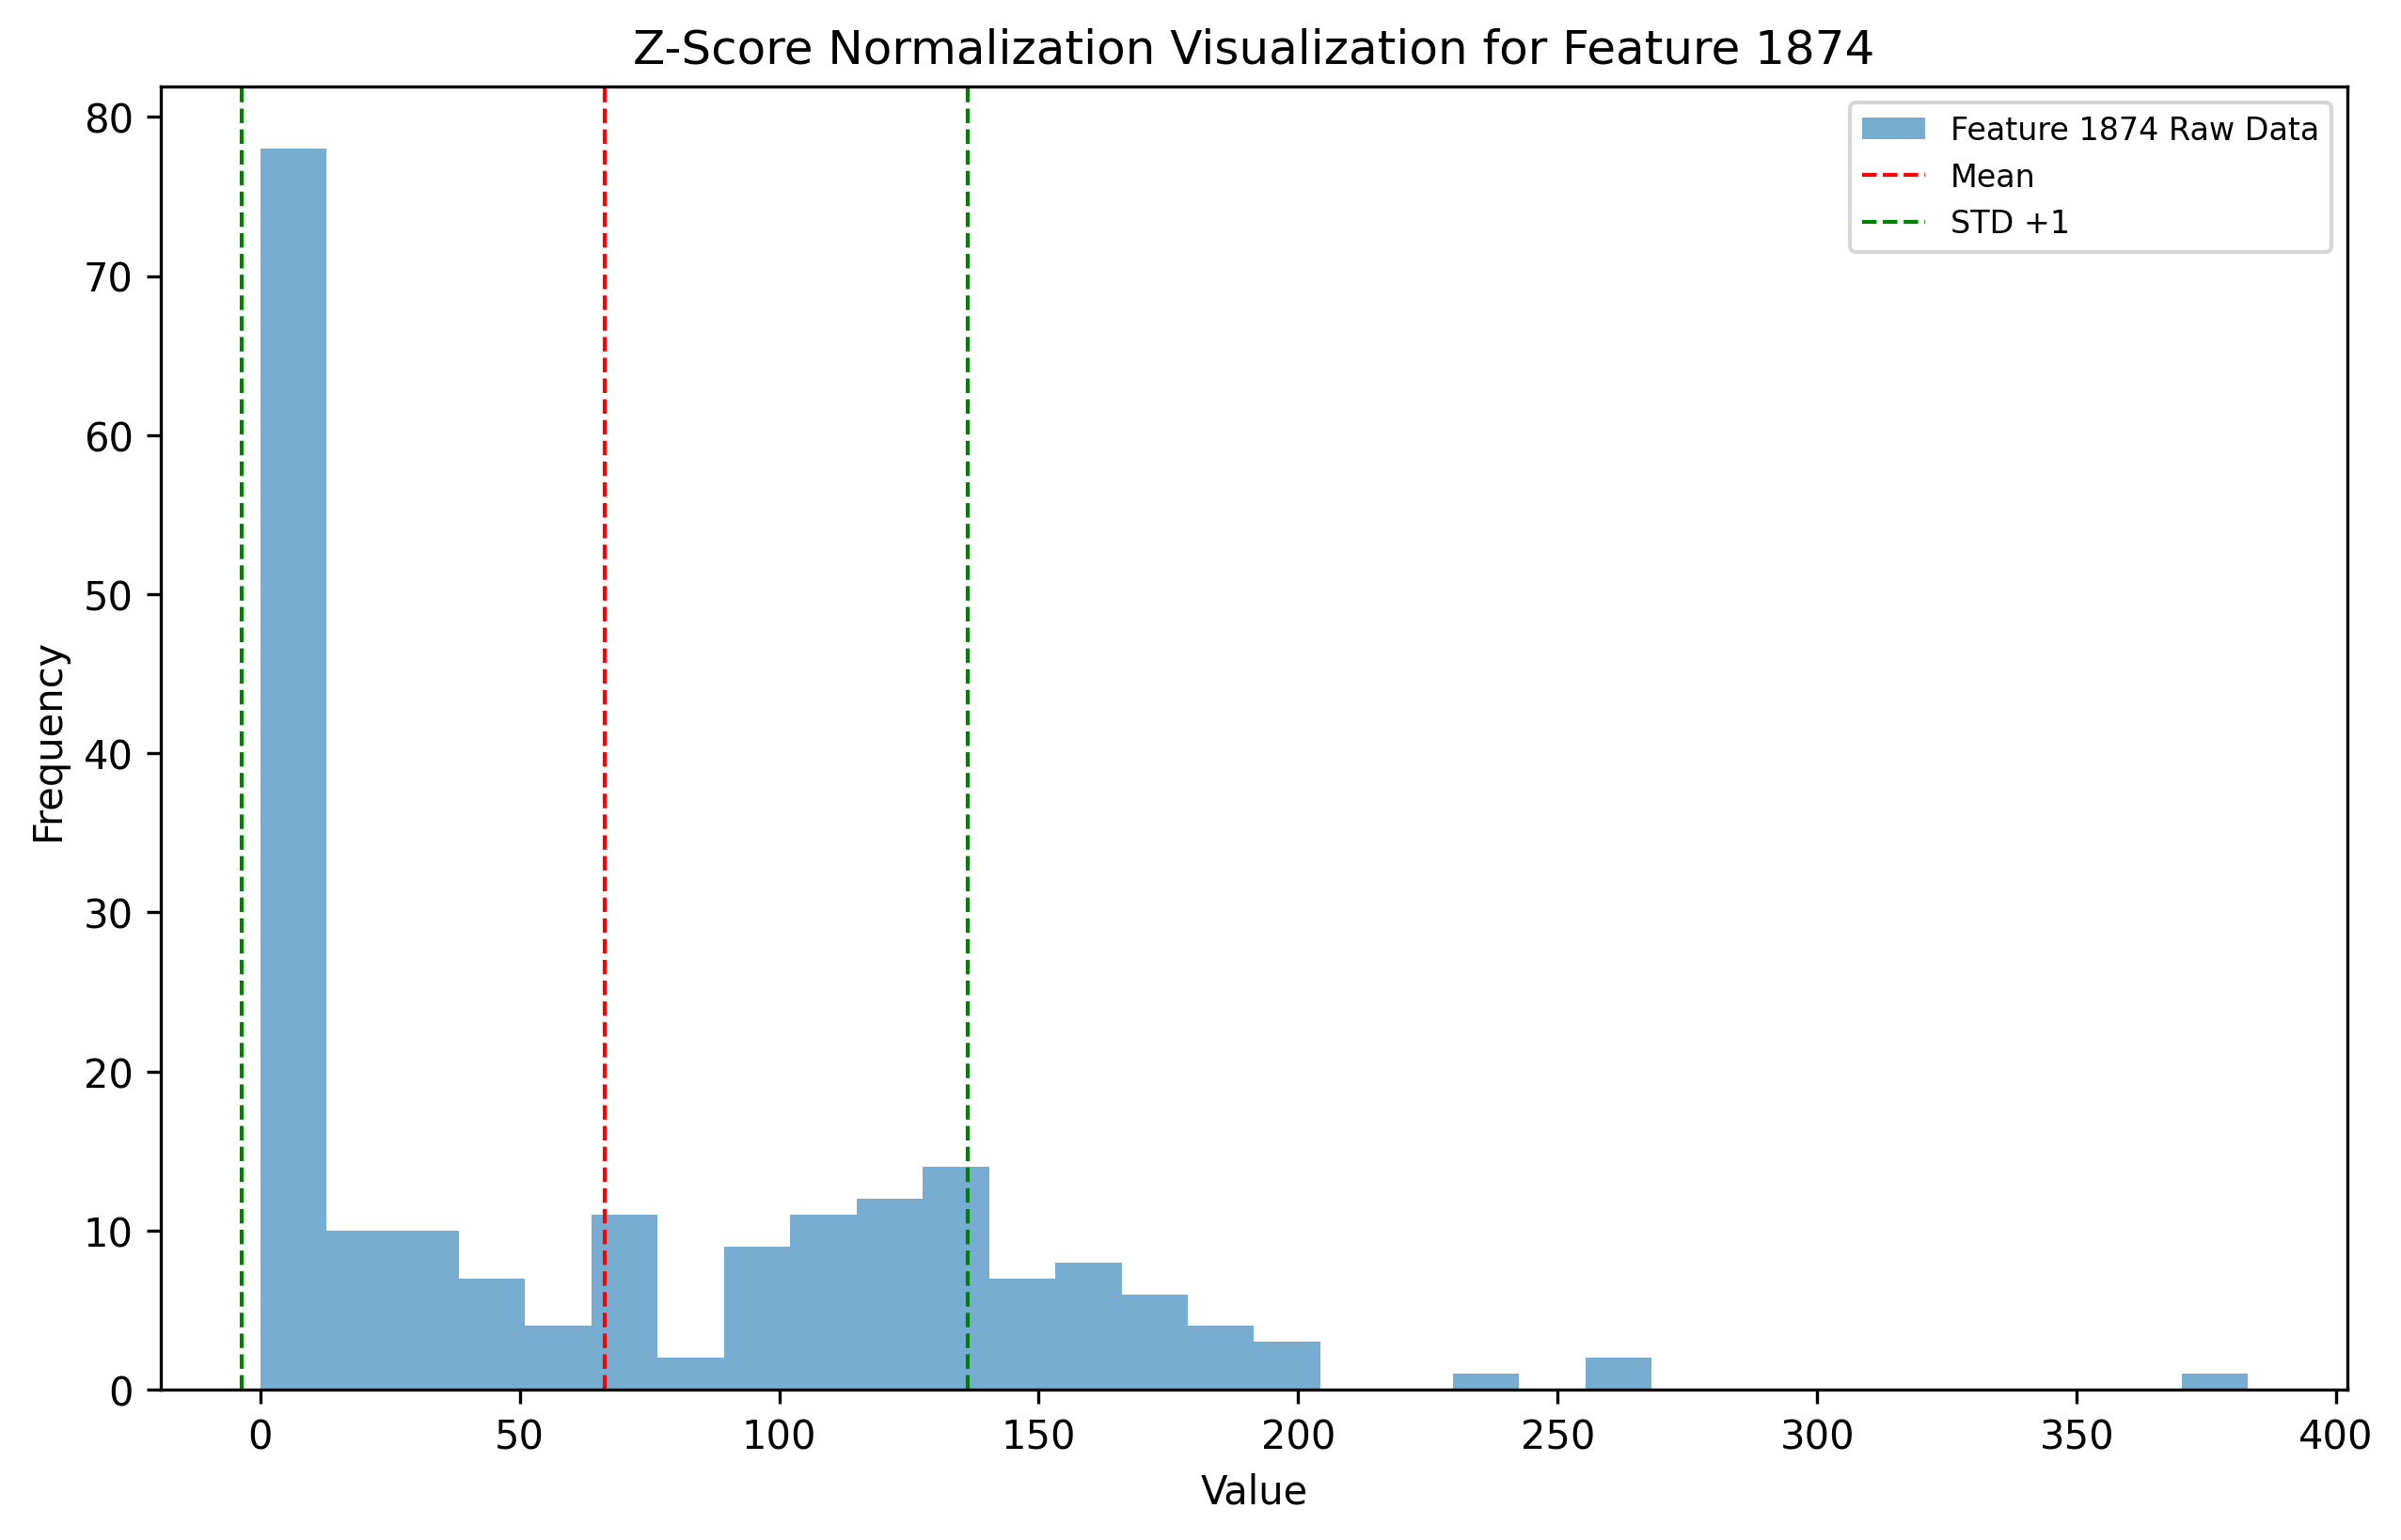 Z-Score Normalization Visualization for Feature 1874
Feature 1874 Raw Data
Mean
STD +1
80
70
60
50
40
30
20
10
0
Frequency
0 50 100 150 200 250 300 350 400
Value